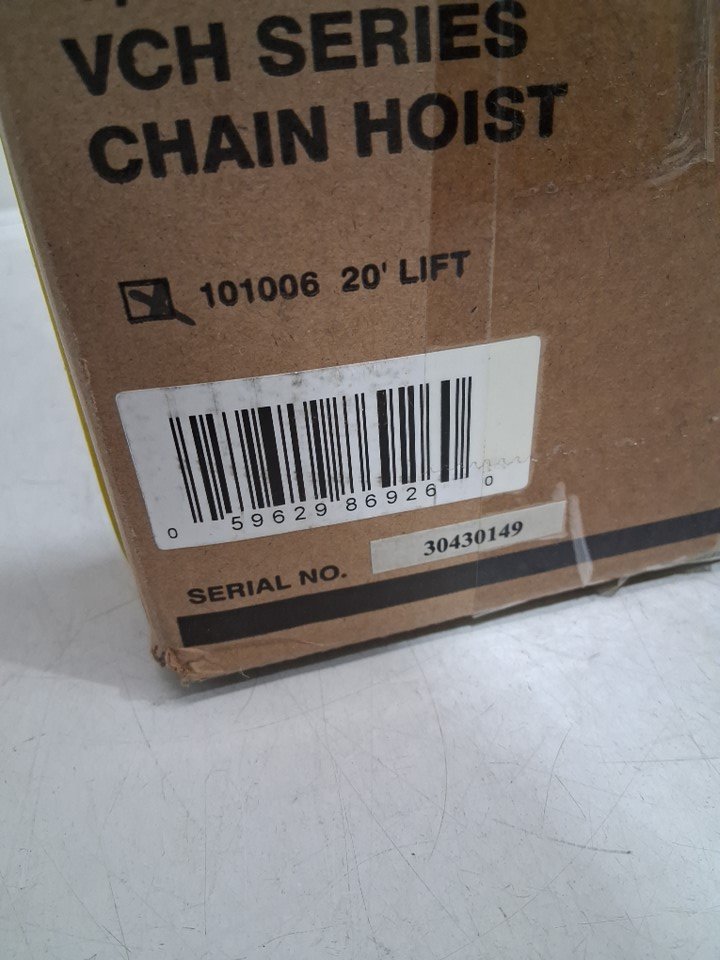 VCH SERIES
CHAIN HOIST
101006 20' LIFT
0 59629 86926 0
SERIAL NO. 30430149